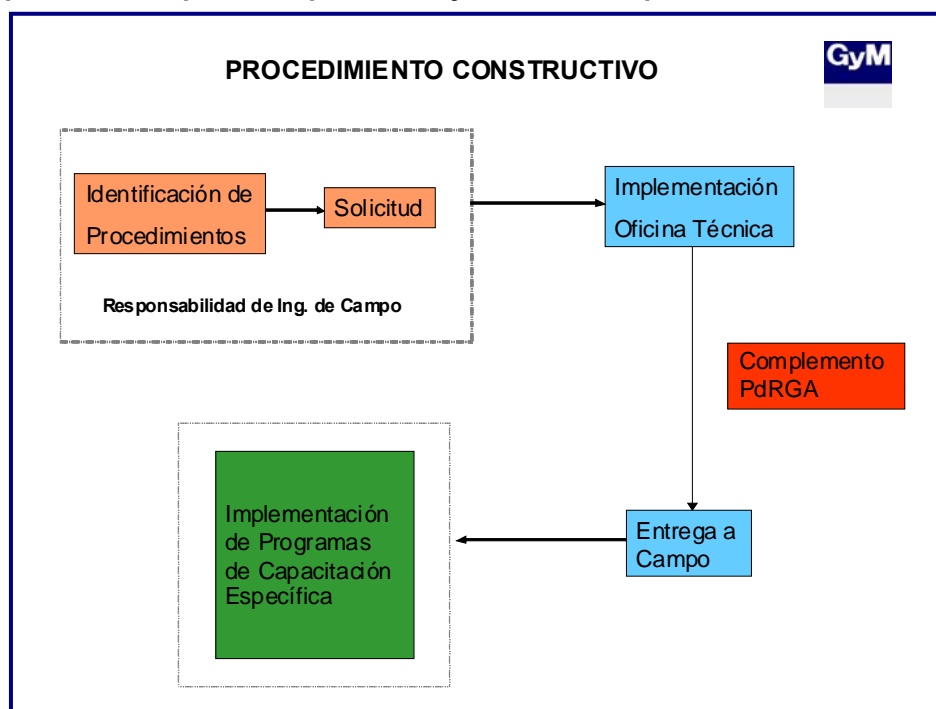 PROCEDIMIENTO CONSTRUCTIVO
GyM
Identificación de
Procedimientos
Solicitud
Responsabilidad de Ing. de Campo
Implementación
Oficina Técnica
Complemento
PdRGA
Entrega a
Campo
Implementación
de Programas
de Capacitación
Específica